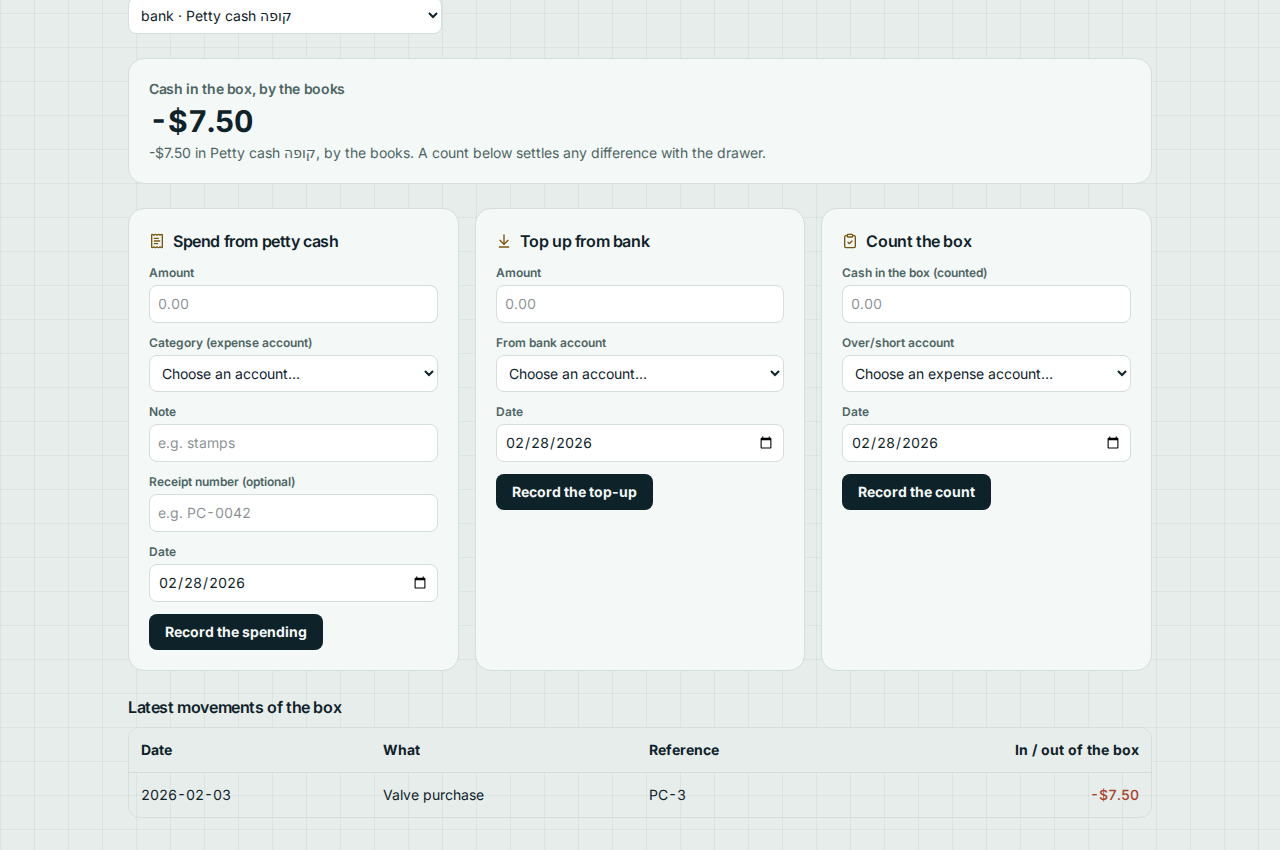 bank · Petty cash קופה
Cash in the box, by the books
-$7.50
-$7.50 in Petty cash קופה, by the books. A count below settles any difference with the drawer.
Spend from petty cash
Amount
0.00
Category (expense account)
Choose an account...
Note
e.g. stamps
Receipt number (optional)
e.g. PC-0042
Date
02/28/2026
Record the spending
Top up from bank
Amount
0.00
From bank account
Choose an account...
Date
02/28/2026
Record the top-up
Count the box
Cash in the box (counted)
0.00
Over/short account
Choose an expense account...
Date
02/28/2026
Record the count
Latest movements of the box
Date What Reference In / out of the box
2026-02-03 Valve purchase PC-3 -$7.50